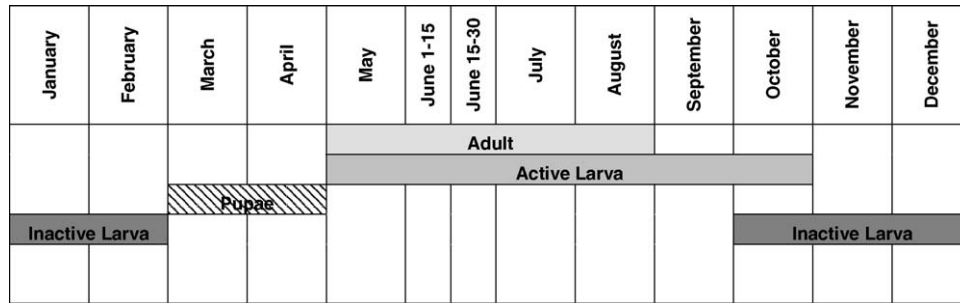 January
February
March
April
May
June 1-15
June 15-30
July
August
September
October
November
December
Adult
Active Larva
Pupae
Inactive Larva
Inactive Larva